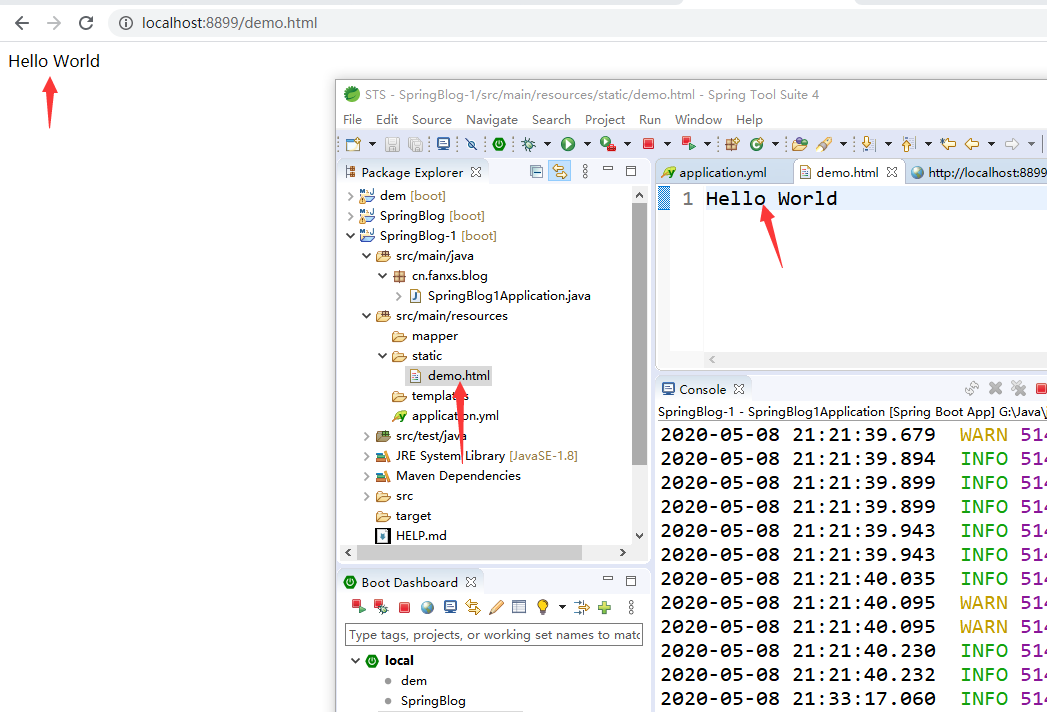 localhost:8899/demo.html
Hello World
STS - SpringBlog-1/src/main/resources/static/demo.html - Spring Tool Suite 4
File Edit Source Navigate Search Project Run Window Help
Package Explorer
dem [boot]
SpringBlog [boot]
SpringBlog-1 [boot]
src/main/java
cn.fanxs.blog
SpringBlog1Application.java
src/main/resources
mapper
static
demo.html
templates
application.yml
src/test/java
JRE System Library [JavaSE-1.8]
Maven Dependencies
src
target
HELP.md
Boot Dashboard
Type tags, projects, or working set names to matc
local
dem
SpringBlog
application.yml demo.html http://localhost:8899
1 Hello World
Console
SpringBlog-1 - SpringBlog1Application [Spring Boot App] G:\Java\
2020-05-08 21:21:39.679 WARN 514
2020-05-08 21:21:39.894 INFO 514
2020-05-08 21:21:39.899 INFO 514
2020-05-08 21:21:39.899 INFO 514
2020-05-08 21:21:39.943 INFO 514
2020-05-08 21:21:39.943 INFO 514
2020-05-08 21:21:40.035 INFO 514
2020-05-08 21:21:40.095 WARN 514
2020-05-08 21:21:40.095 WARN 514
2020-05-08 21:21:40.230 INFO 514
2020-05-08 21:21:40.232 INFO 514
2020-05-08 21:33:17.060 INFO 514